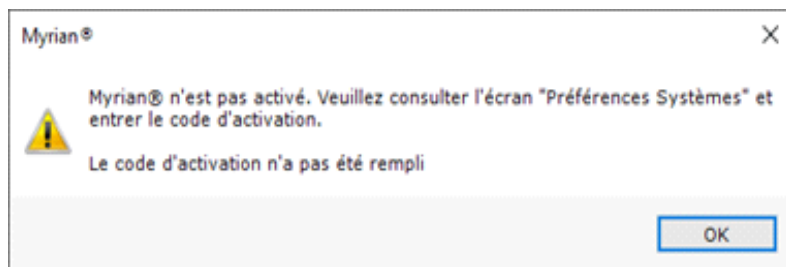 Myrian®
Myrian® n'est pas activé. Veuillez consulter l'écran "Préférences Systèmes" et
entrer le code d'activation.
Le code d'activation n'a pas été rempli
OK